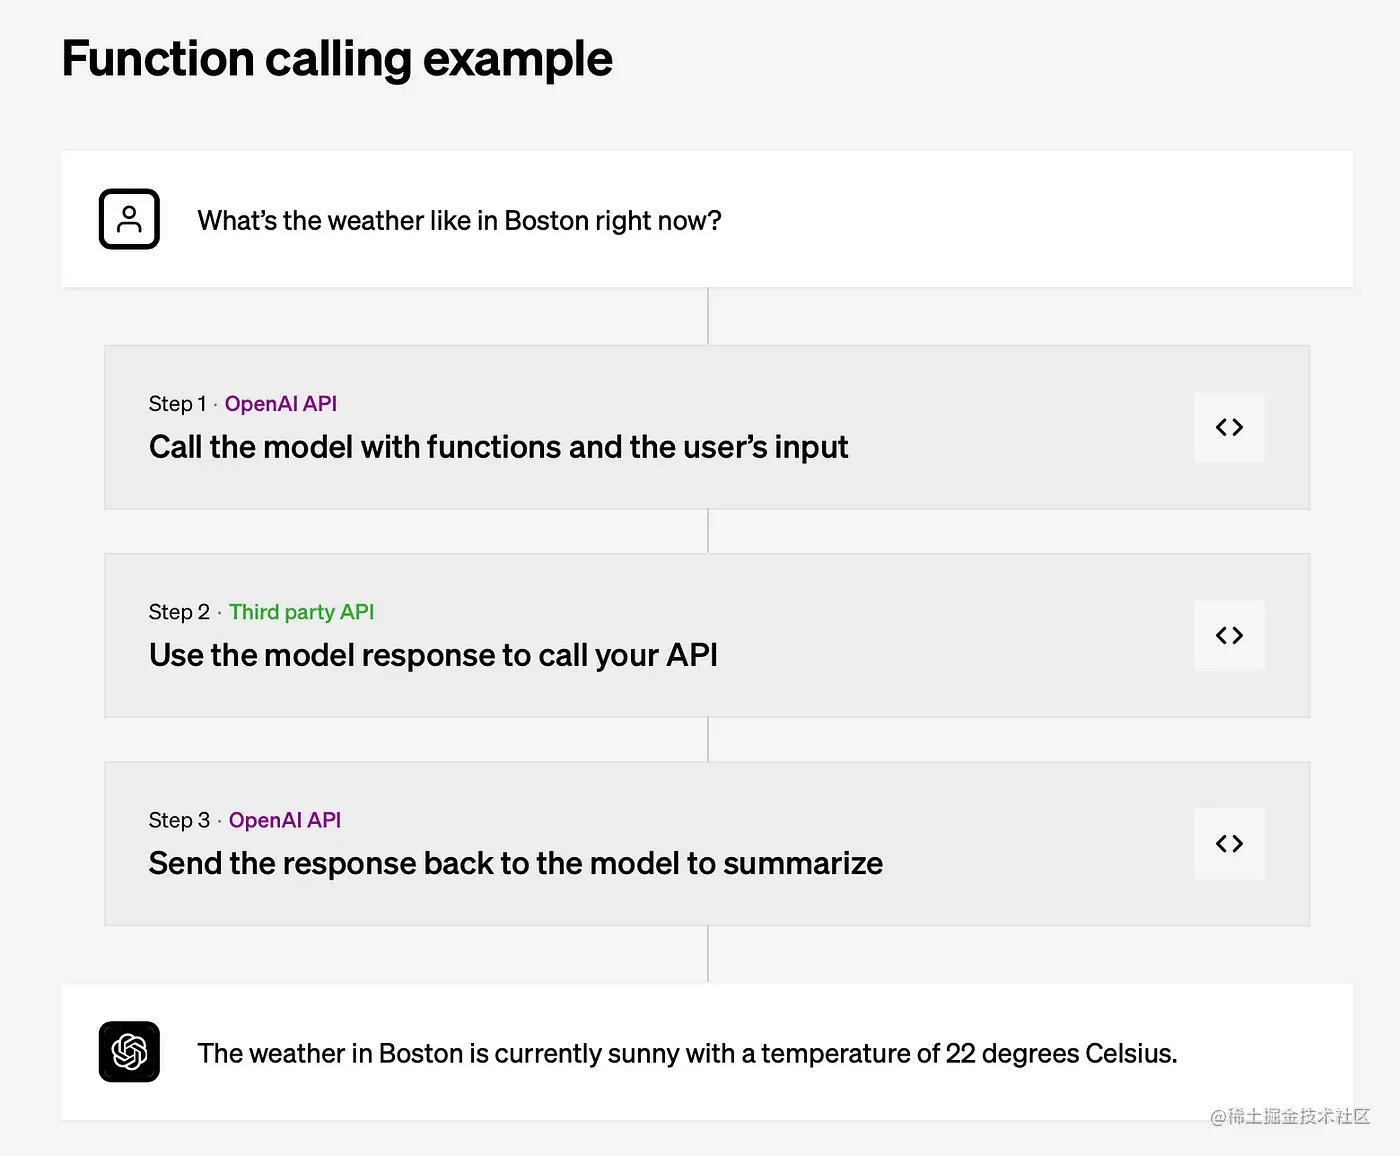 Function calling example
What’s the weather like in Boston right now?
Step 1 · OpenAI API
Call the model with functions and the user’s input
Step 2 · Third party API
Use the model response to call your API
Step 3 · OpenAI API
Send the response back to the model to summarize
The weather in Boston is currently sunny with a temperature of 22 degrees Celsius.
@稀土掘金技术社区